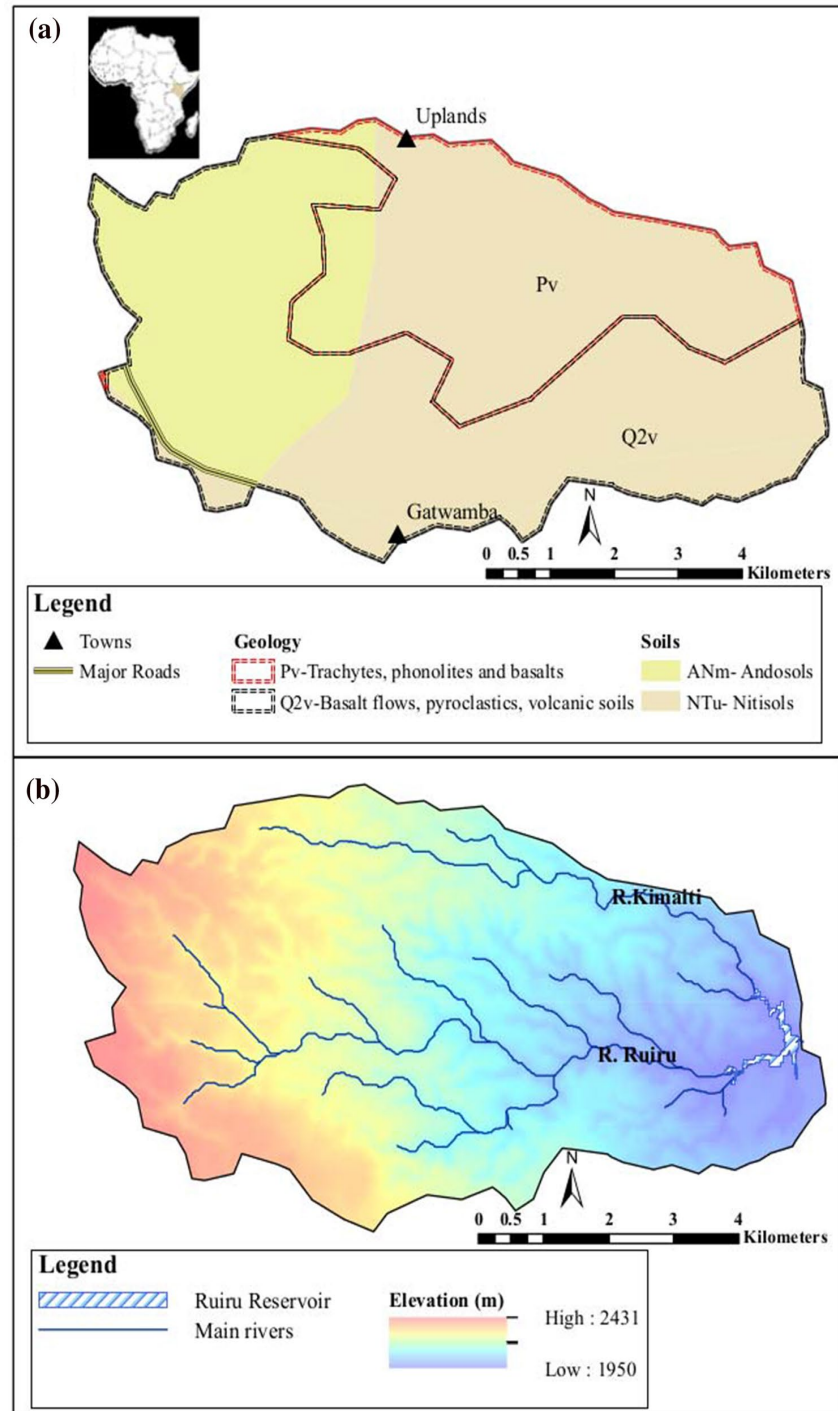 (a)
Uplands
Pv
Q2v
Gatwamba
N
0 0.5 1 2 3 4
Kilometers
Legend
Towns
Major Roads
Geology
Pv-Trachytes, phonolites and basalts
Q2v-Basalt flows, pyroclastics, volcanic soils
Soils
ANm- Andosols
NTu- Nitisols
(b)
R.Kimaiti
R. Ruiru
N
0 0.5 1 2 3 4
Kilometers
Legend
Ruiru Reservoir
Main rivers
Elevation (m)
High : 2431
Low : 1950